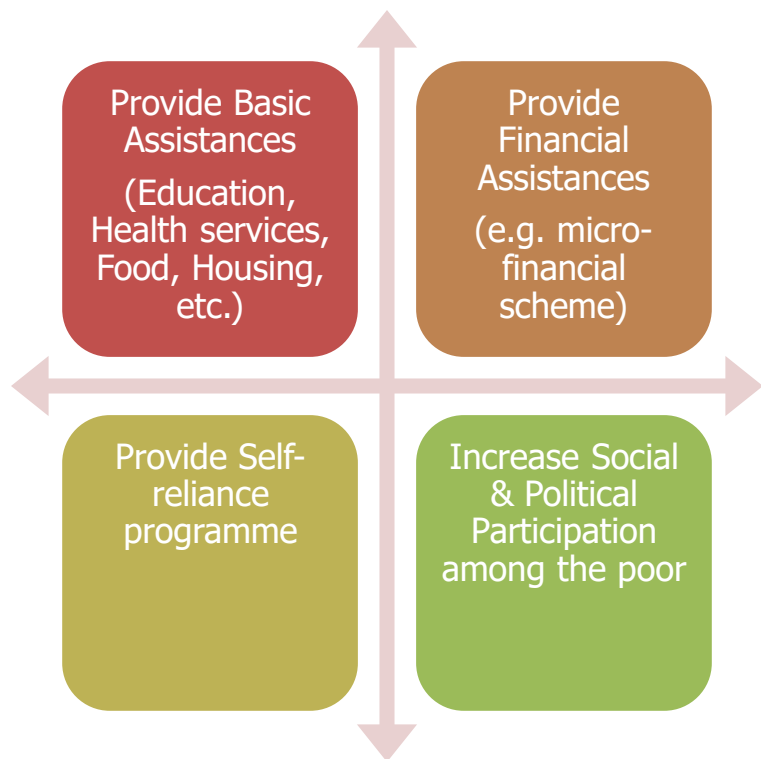 Provide Basic
Assistances
(Education,
Health services,
Food, Housing,
etc.)
Provide
Financial
Assistances
(e.g. micro-
financial
scheme)
Provide Self-
reliance
programme
Increase Social
& Political
Participation
among the poor